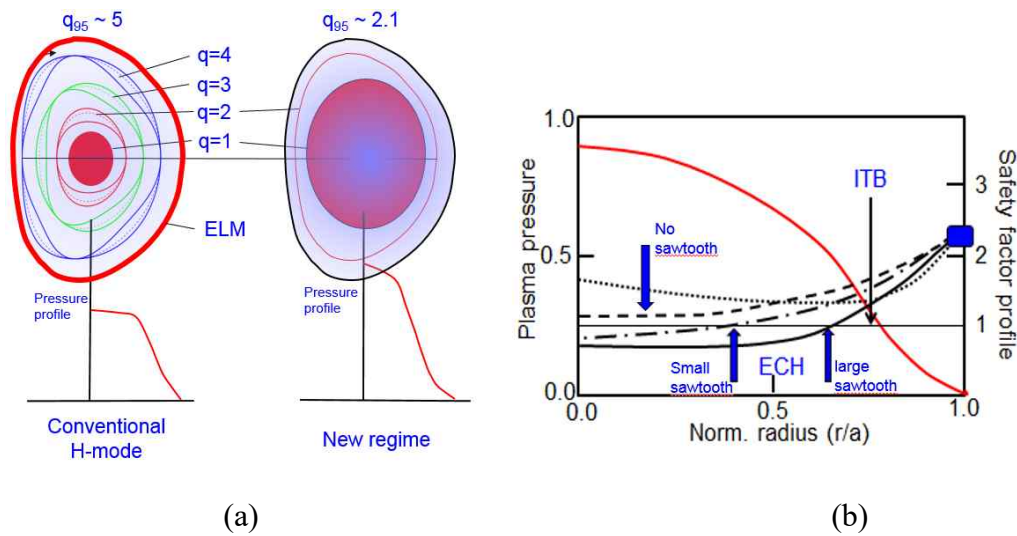 q95 ~ 5
q95 ~ 2.1
q=4
q=3
q=2
q=1
ELM
Pressure
profile
Pressure
profile
Conventional
H-mode
New regime
(a)
1.0
0.5
0.0
Plasma pressure
No
sawtooth
ITB
Small
sawtooth
ECH
large
sawtooth
3
2
1
Safety factor profile
0.0
0.5
1.0
Norm. radius (r/a)
(b)